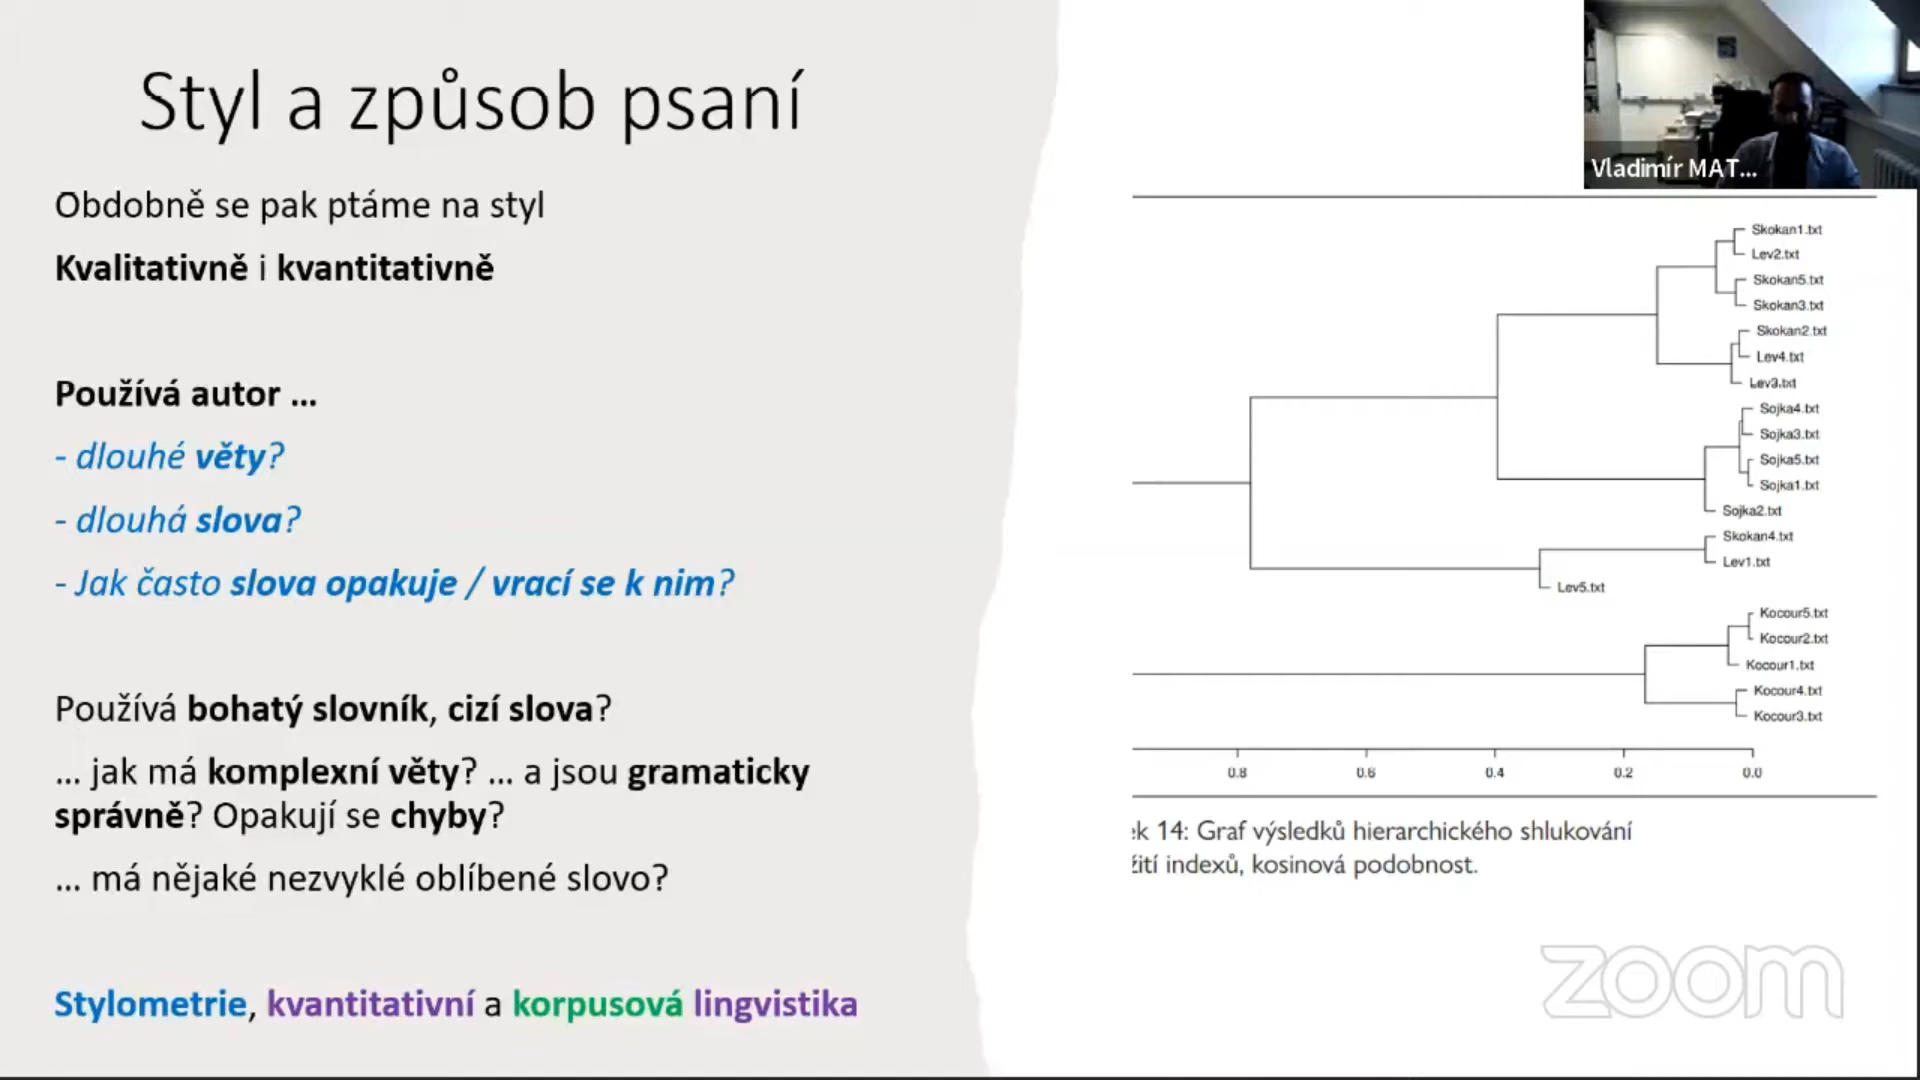 Styl a způsob psaní
Obdobně se pak ptáme na styl
Kvalitativně i kvantitativně
Používá autor ...
- dlouhé věty?
- dlouhá slova?
- Jak často slova opakuje / vrací se k nim?
Používá bohatý slovník, cizí slova?
... jak má komplexní věty? ... a jsou gramaticky
správně? Opakují se chyby?
... má nějaké nezvyklé oblíbené slovo?
Stylometrie, kvantitativní a korpusová lingvistika
Vladimír MAT...
Skokan1.txt
Lev2.txt
Skokan5.txt
Skokan3.txt
Skokan2.txt
Lev4.txt
Lev3.txt
Sojka4.txt
Sojka3.txt
Sojka5.txt
Sojka1.txt
Sojka2.txt
Skokan4.txt
Lev1.txt
Lev5.txt
Kocour5.txt
Kocour2.txt
Kocour1.txt
Kocour4.txt
Kocour3.txt
0.8 0.6 0.4 0.2 0.0
ek 14: Graf výsledků hierarchického shlukování
žití indexů, kosinová podobnost.
zoom